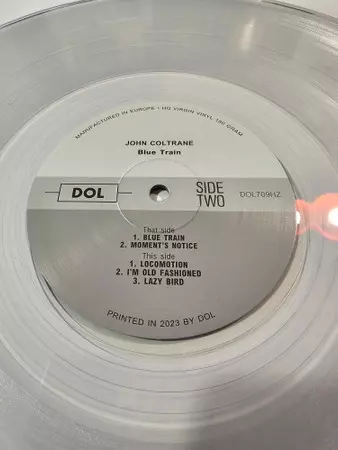 MANUFACTURED IN EUROPE • HQ VIRGIN VINYL 180 GRAM
JOHN COLTRANE
Blue Train
DOL
SIDE
TWO
DOL709HZ
That side
1. BLUE TRAIN
2. MOMENT'S NOTICE
This side
1. LOCOMOTION
2. I'M OLD FASHIONED
3. LAZY BIRD
PRINTED IN 2023 BY DOL